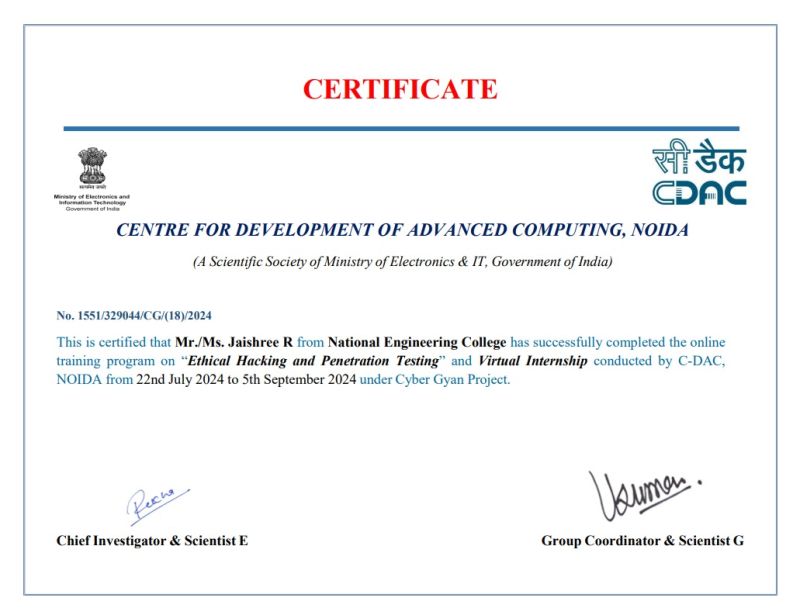 CERTIFICATE
सत्यमेव जयते
Ministry of Electronics and
Information Technology
Government of India
सी डैक
CDAC
CENTRE FOR DEVELOPMENT OF ADVANCED COMPUTING, NOIDA
(A Scientific Society of Ministry of Electronics & IT, Government of India)
No. 1551/329044/CG/(18)/2024
This is certified that Mr./Ms. Jaishree R from National Engineering College has successfully completed the online
training program on “Ethical Hacking and Penetration Testing” and Virtual Internship conducted by C-DAC,
NOIDA from 22nd July 2024 to 5th September 2024 under Cyber Gyan Project.
Chief Investigator & Scientist E
Group Coordinator & Scientist G